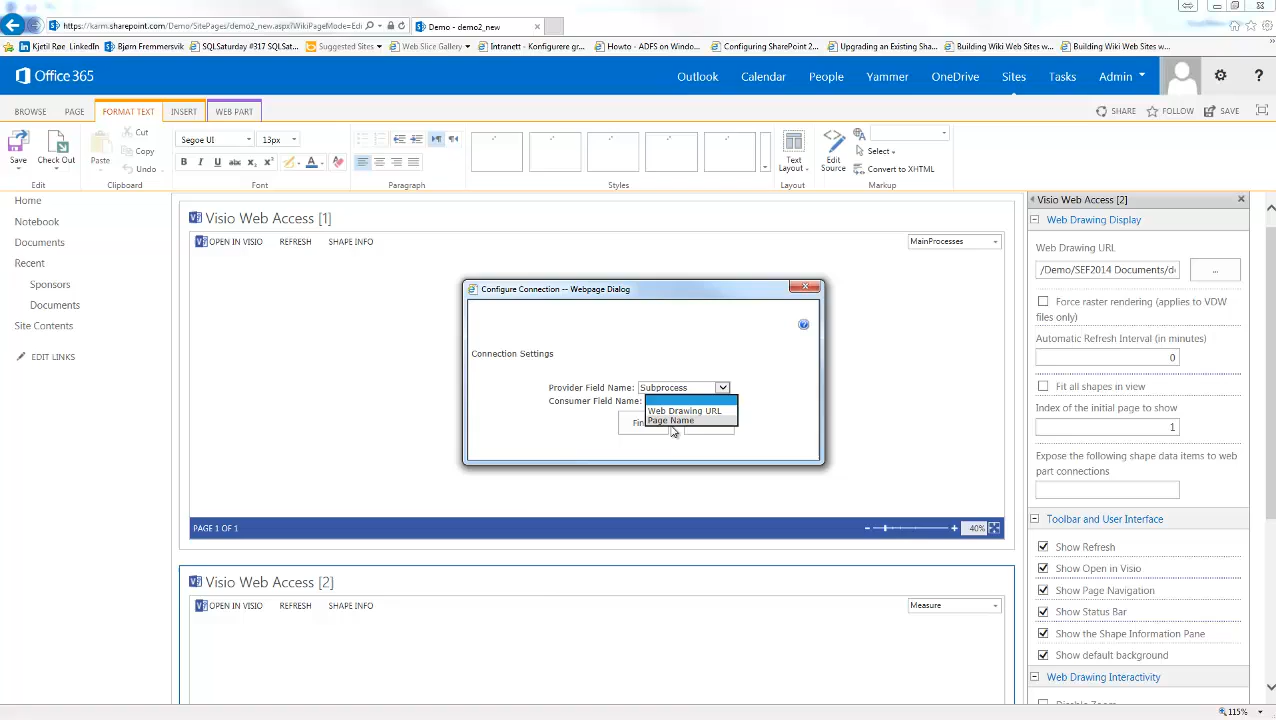 https://karm.sharepoint.com/Demo/SitePages/demo2_new.aspx?WikiPageMode=Edi
Demo - demo2_new
Kjetil Røe LinkedIn
Bjørn Fremmersvik
SQLSaturday #317 SQLSat...
Suggested Sites
Web Slice Gallery
Intranett - Konfigurere gr...
Howto - ADFS on Windo...
Configuring SharePoint 2...
Upgrading an Existing Sha...
Building Wiki Web Sites w...
Building Wiki Web Sites wit...
Office 365
Outlook
Calendar
People
Yammer
OneDrive
Sites
Tasks
Admin
?
BROWSE
PAGE
FORMAT TEXT
INSERT
WEB PART
SHARE
FOLLOW
SAVE
Save
Check Out
Paste
Cut
Copy
Undo
Segoe UI
13px
B I U abc x₂ x²
Text Layout
Edit Source
Select
Convert to XHTML
Edit
Clipboard
Font
Paragraph
Styles
Layout
Markup
Home
Notebook
Documents
Recent
Sponsors
Documents
Site Contents
EDIT LINKS
Visio Web Access [1]
OPEN IN VISIO
REFRESH
SHAPE INFO
MainProcesses
Configure Connection -- Webpage Dialog
Connection Settings
Provider Field Name:
Subprocess
Consumer Field Name:
Web Drawing URL
Page Name
Fin
PAGE 1 OF 1
40%
Visio Web Access [2]
OPEN IN VISIO
REFRESH
SHAPE INFO
Measure
Visio Web Access [2]
Web Drawing Display
Web Drawing URL
/Demo/SEF2014 Documents/d
...
Force raster rendering (applies to VDW files only)
Automatic Refresh Interval (in minutes)
0
Fit all shapes in view
Index of the initial page to show
1
Expose the following shape data items to web part connections
Toolbar and User Interface
Show Refresh
Show Open in Visio
Show Page Navigation
Show Status Bar
Show the Shape Information Pane
Show default background
Web Drawing Interactivity
115%